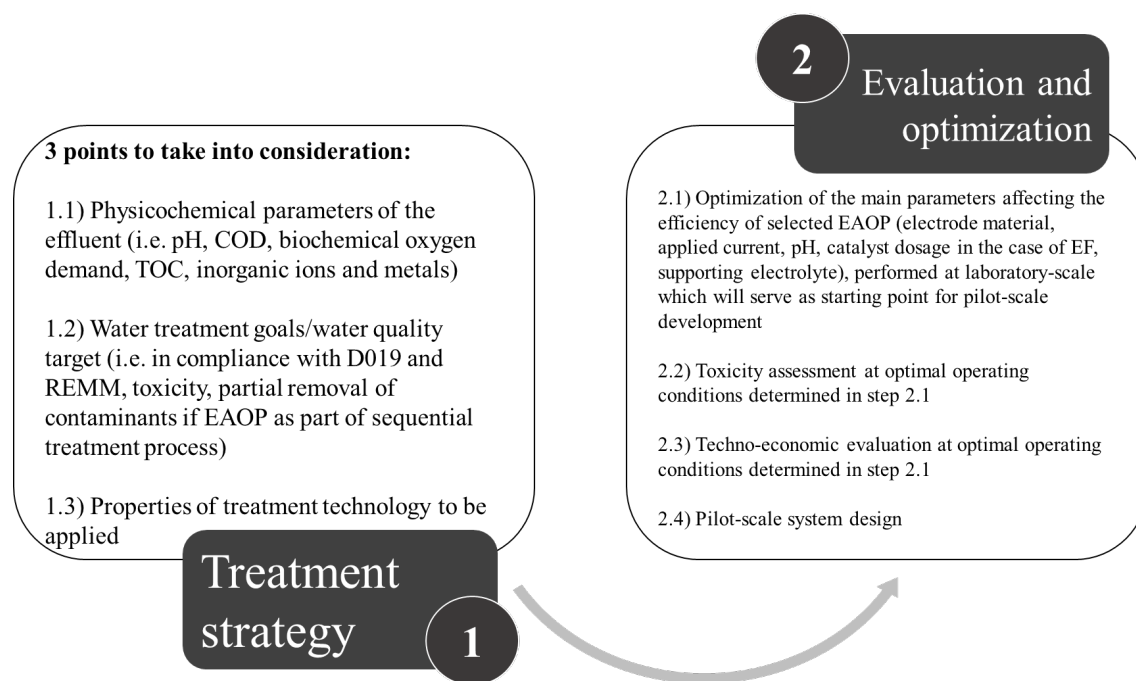 3 points to take into consideration:
1.1) Physicochemical parameters of the
effluent (i.e. pH, COD, biochemical oxygen
demand, TOC, inorganic ions and metals)
1.2) Water treatment goals/water quality
target (i.e. in compliance with D019 and
REMM, toxicity, partial removal of
contaminants if EAOP as part of sequential
treatment process)
1.3) Properties of treatment technology to be
applied
Treatment
strategy
1
2
Evaluation and
optimization
2.1) Optimization of the main parameters affecting the
efficiency of selected EAOP (electrode material,
applied current, pH, catalyst dosage in the case of EF,
supporting electrolyte), performed at laboratory-scale
which will serve as starting point for pilot-scale
development
2.2) Toxicity assessment at optimal operating
conditions determined in step 2.1
2.3) Techno-economic evaluation at optimal operating
conditions determined in step 2.1
2.4) Pilot-scale system design